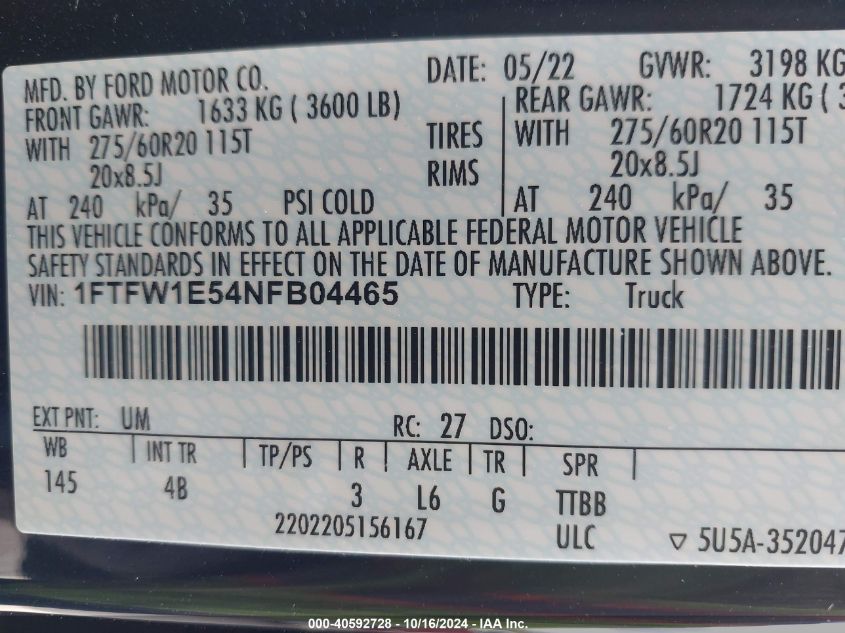 MFD. BY FORD MOTOR CO. DATE: 05/22 GVWR: 3198 KG
FRONT GAWR: 1633 KG ( 3600 LB) REAR GAWR: 1724 KG (
WITH 275/60R20 115T TIRES WITH 275/60R20 115T
20x8.5J RIMS 20x8.5J
AT 240 kPa/ 35 PSI COLD AT 240 kPa/ 35
THIS VEHICLE CONFORMS TO ALL APPLICABLE FEDERAL MOTOR VEHICLE
SAFETY STANDARDS IN EFFECT ON THE DATE OF MANUFACTURE SHOWN ABOVE.
VIN: 1FTFW1E54NFB04465 TYPE: Truck
EXT PNT: UM RC: 27 DSO:
WB INT TR TP/PS R AXLE TR SPR
145 4B 3 L6 G TTBB
2202205156167 ULC ▽ 5U5A-352047
000-40592728 - 10/16/2024 - IAA Inc.